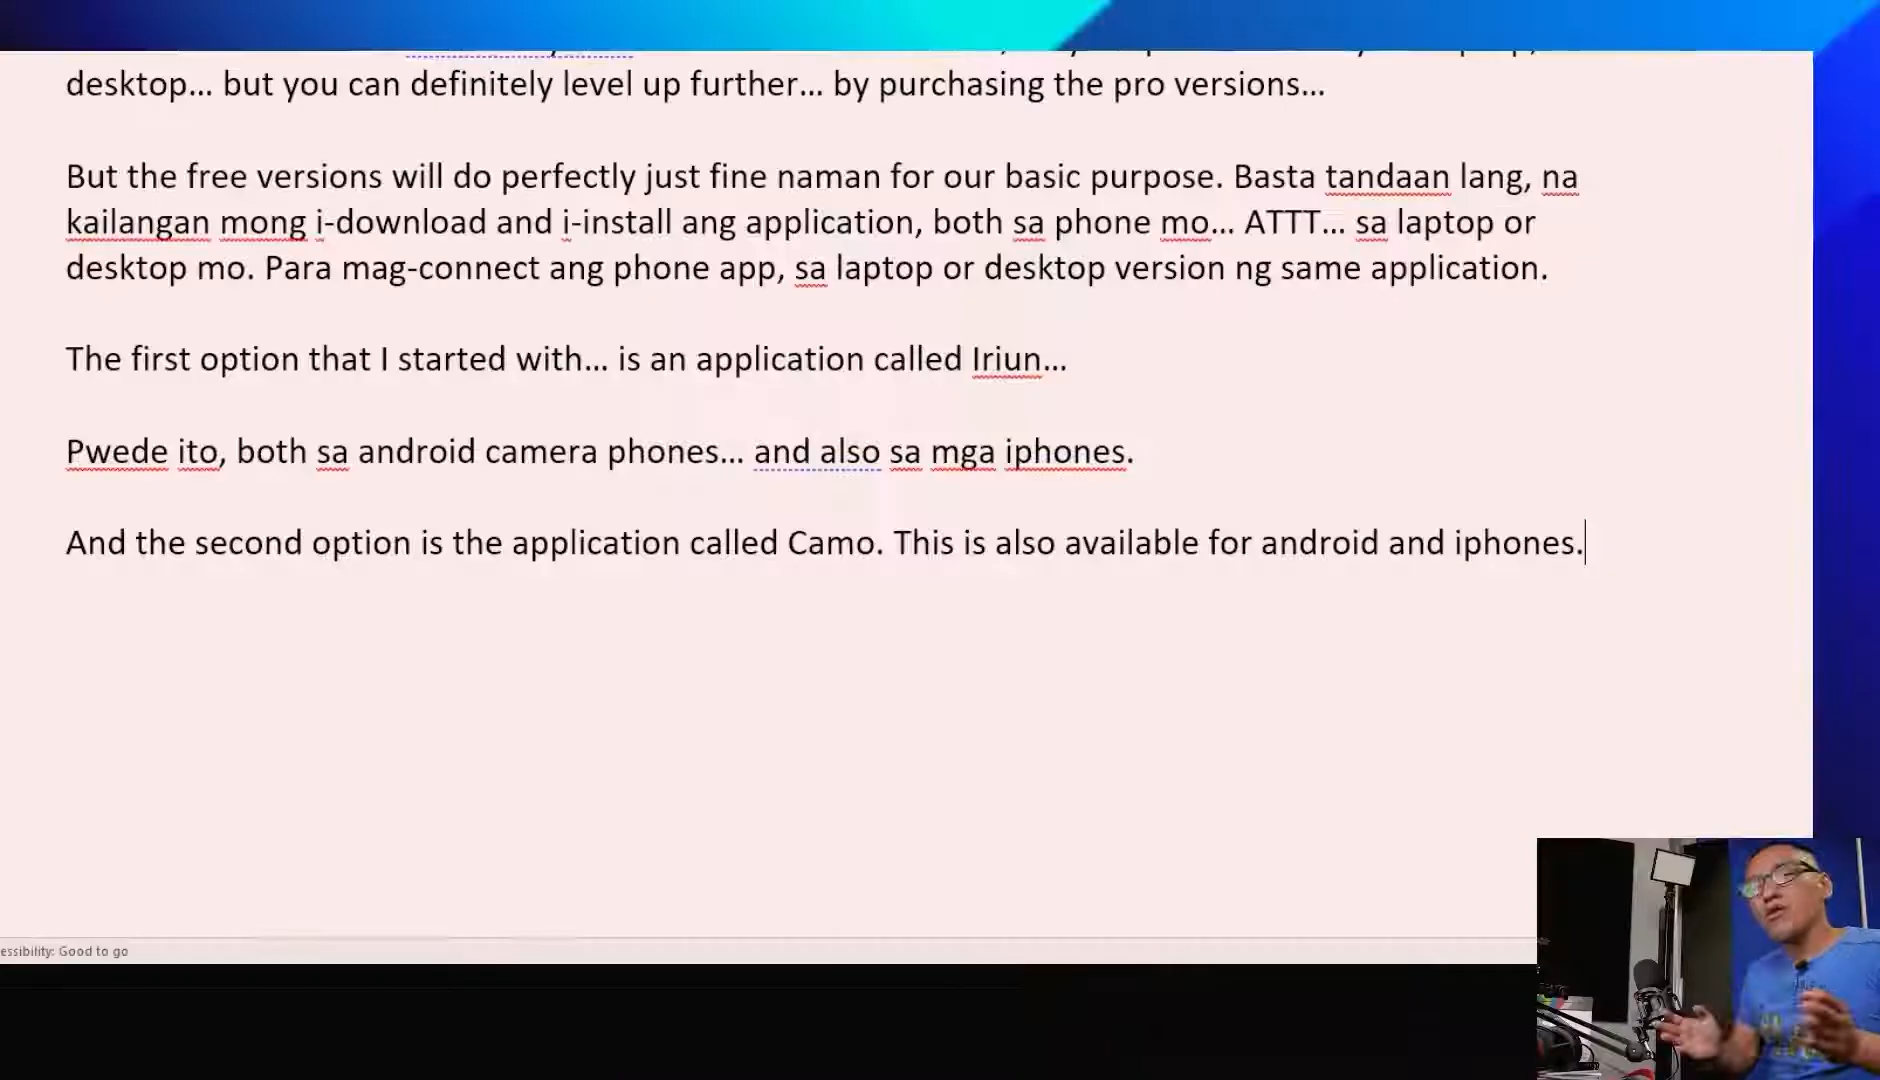 desktop… but you can definitely level up further… by purchasing the pro versions…
But the free versions will do perfectly just fine naman for our basic purpose. Basta tandaan lang, na
kailangan mong i-download and i-install ang application, both sa phone mo… ATTT… sa laptop or
desktop mo. Para mag-connect ang phone app, sa laptop or desktop version ng same application.
The first option that I started with… is an application called Iriun…
Pwede ito, both sa android camera phones… and also sa mga iphones.
And the second option is the application called Camo. This is also available for android and iphones.
essibility: Good to go